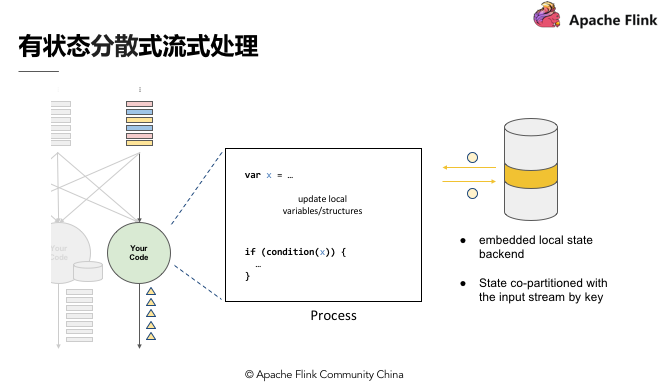 Apache Flink
有状态分散式流式处理
Your
Code
Your
Code
var x = …
update local
variables/structures
if (condition(x)) {
…
}
Process
● embedded local state
backend
● State co-partitioned with
the input stream by key
© Apache Flink Community China